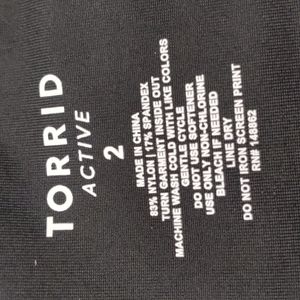 TORRID
ACTIVE
2
MADE IN CHINA
83% NYLON | 17% SPANDEX
TURN GARMENT INSIDE OUT
MACHINE WASH COLD WITH LIKE COLORS
GENTLE CYCLE
DO NOT USE SOFTENER
USE ONLY NON-CHLORINE
BLEACH IF NEEDED
LINE DRY
DO NOT IRON SCREEN PRINT
RN# 148662